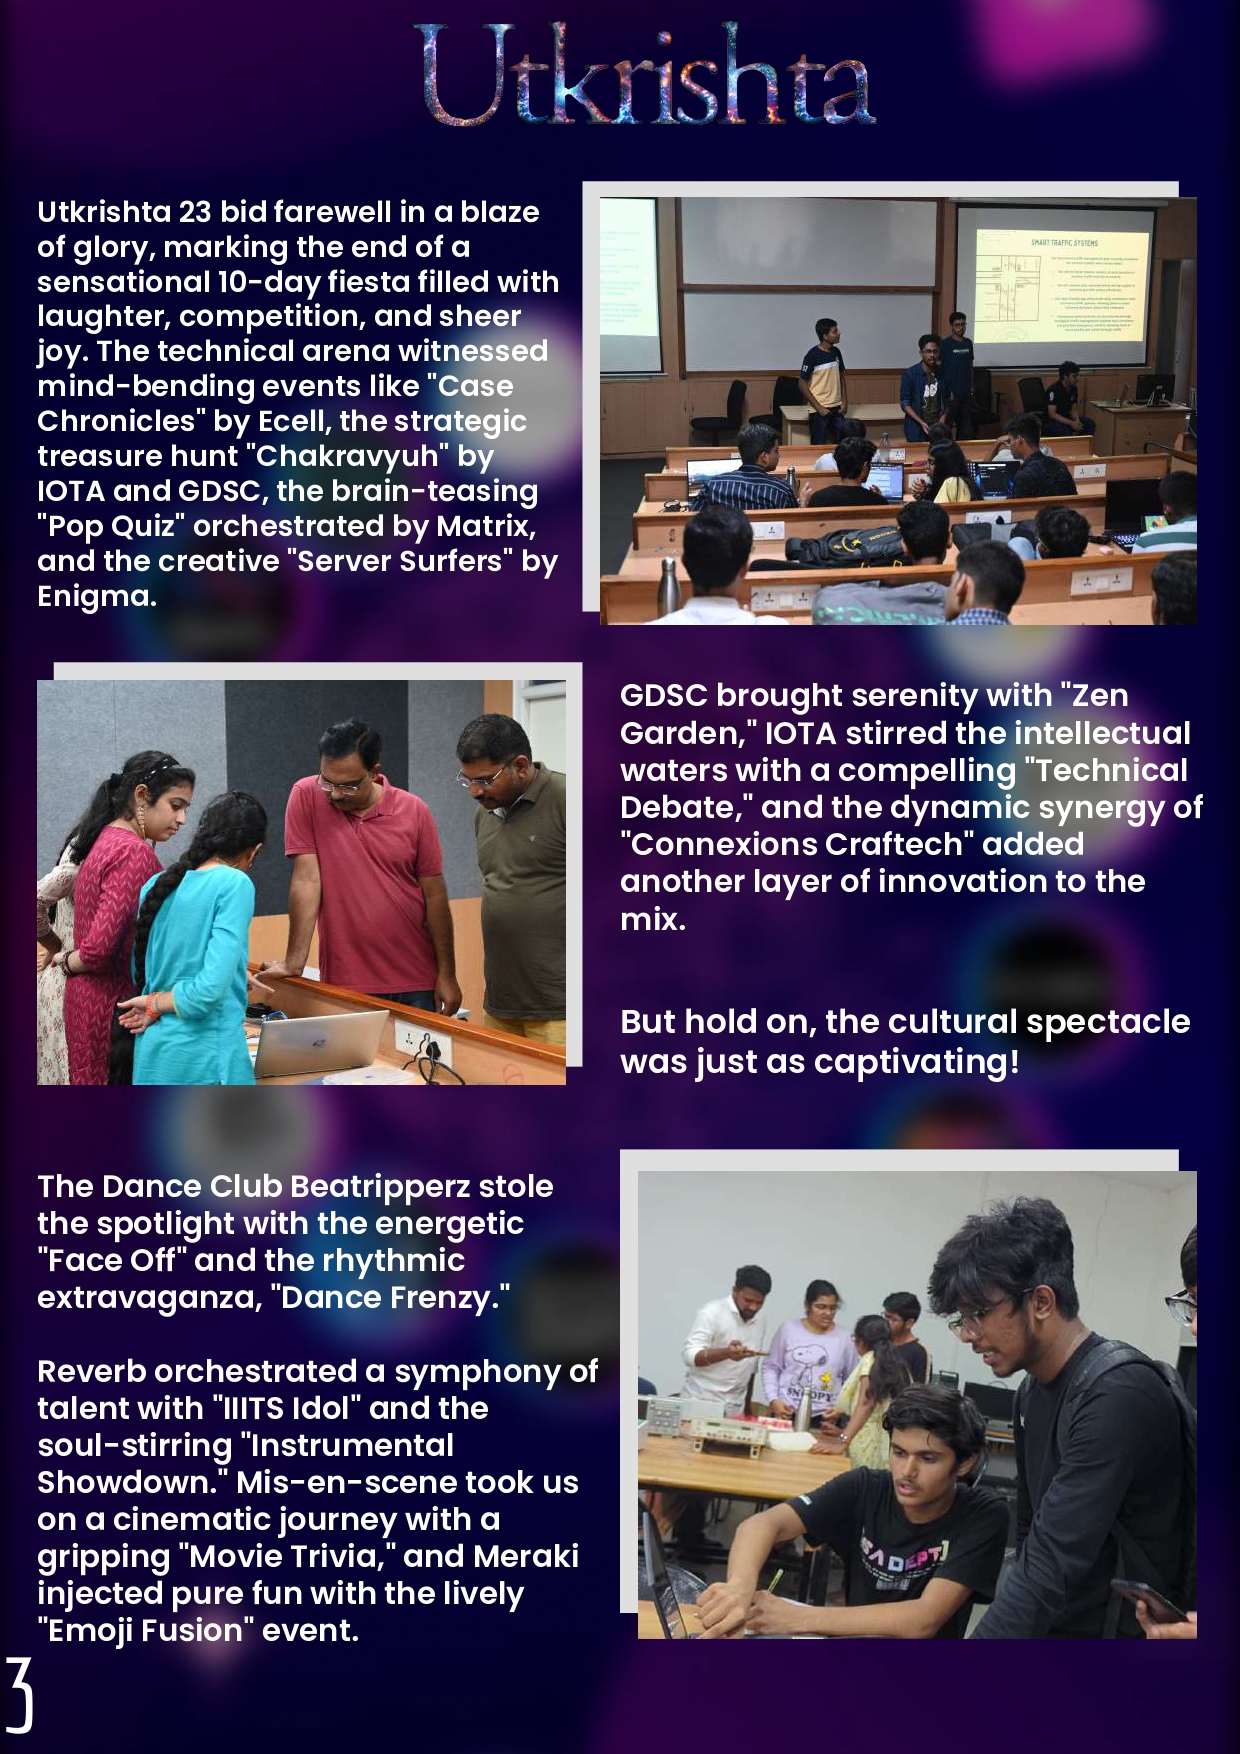 Utkrishta
Utkrishta 23 bid farewell in a blaze
of glory, marking the end of a
sensational 10-day fiesta filled with
laughter, competition, and sheer
joy. The technical arena witnessed
mind-bending events like "Case
Chronicles" by Ecell, the strategic
treasure hunt "Chakravyuh" by
IOTA and GDSC, the brain-teasing
"Pop Quiz" orchestrated by Matrix,
and the creative "Server Surfers" by
Enigma.
SMART TRAFFIC SYSTEMS
GDSC brought serenity with "Zen
Garden," IOTA stirred the intellectual
waters with a compelling "Technical
Debate," and the dynamic synergy of
"Connexions Craftech" added
another layer of innovation to the
mix.
But hold on, the cultural spectacle
was just as captivating!
The Dance Club Beatripperz stole
the spotlight with the energetic
"Face Off" and the rhythmic
extravaganza, "Dance Frenzy."
Reverb orchestrated a symphony of
talent with "IIITS Idol" and the
soul-stirring "Instrumental
Showdown." Mis-en-scene took us
on a cinematic journey with a
gripping "Movie Trivia," and Meraki
injected pure fun with the lively
"Emoji Fusion" event.
SNOOPY
3